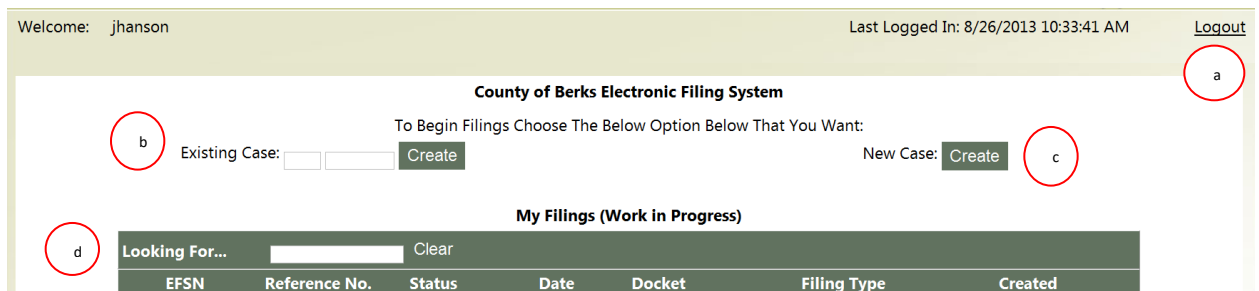 Welcome: jhanson Last Logged In: 8/26/2013 10:33:41 AM Logout
a
County of Berks Electronic Filing System
To Begin Filings Choose The Below Option Below That You Want:
b Existing Case: Create New Case: Create c
My Filings (Work in Progress)
d Looking For... Clear
EFSN Reference No. Status Date Docket Filing Type Created